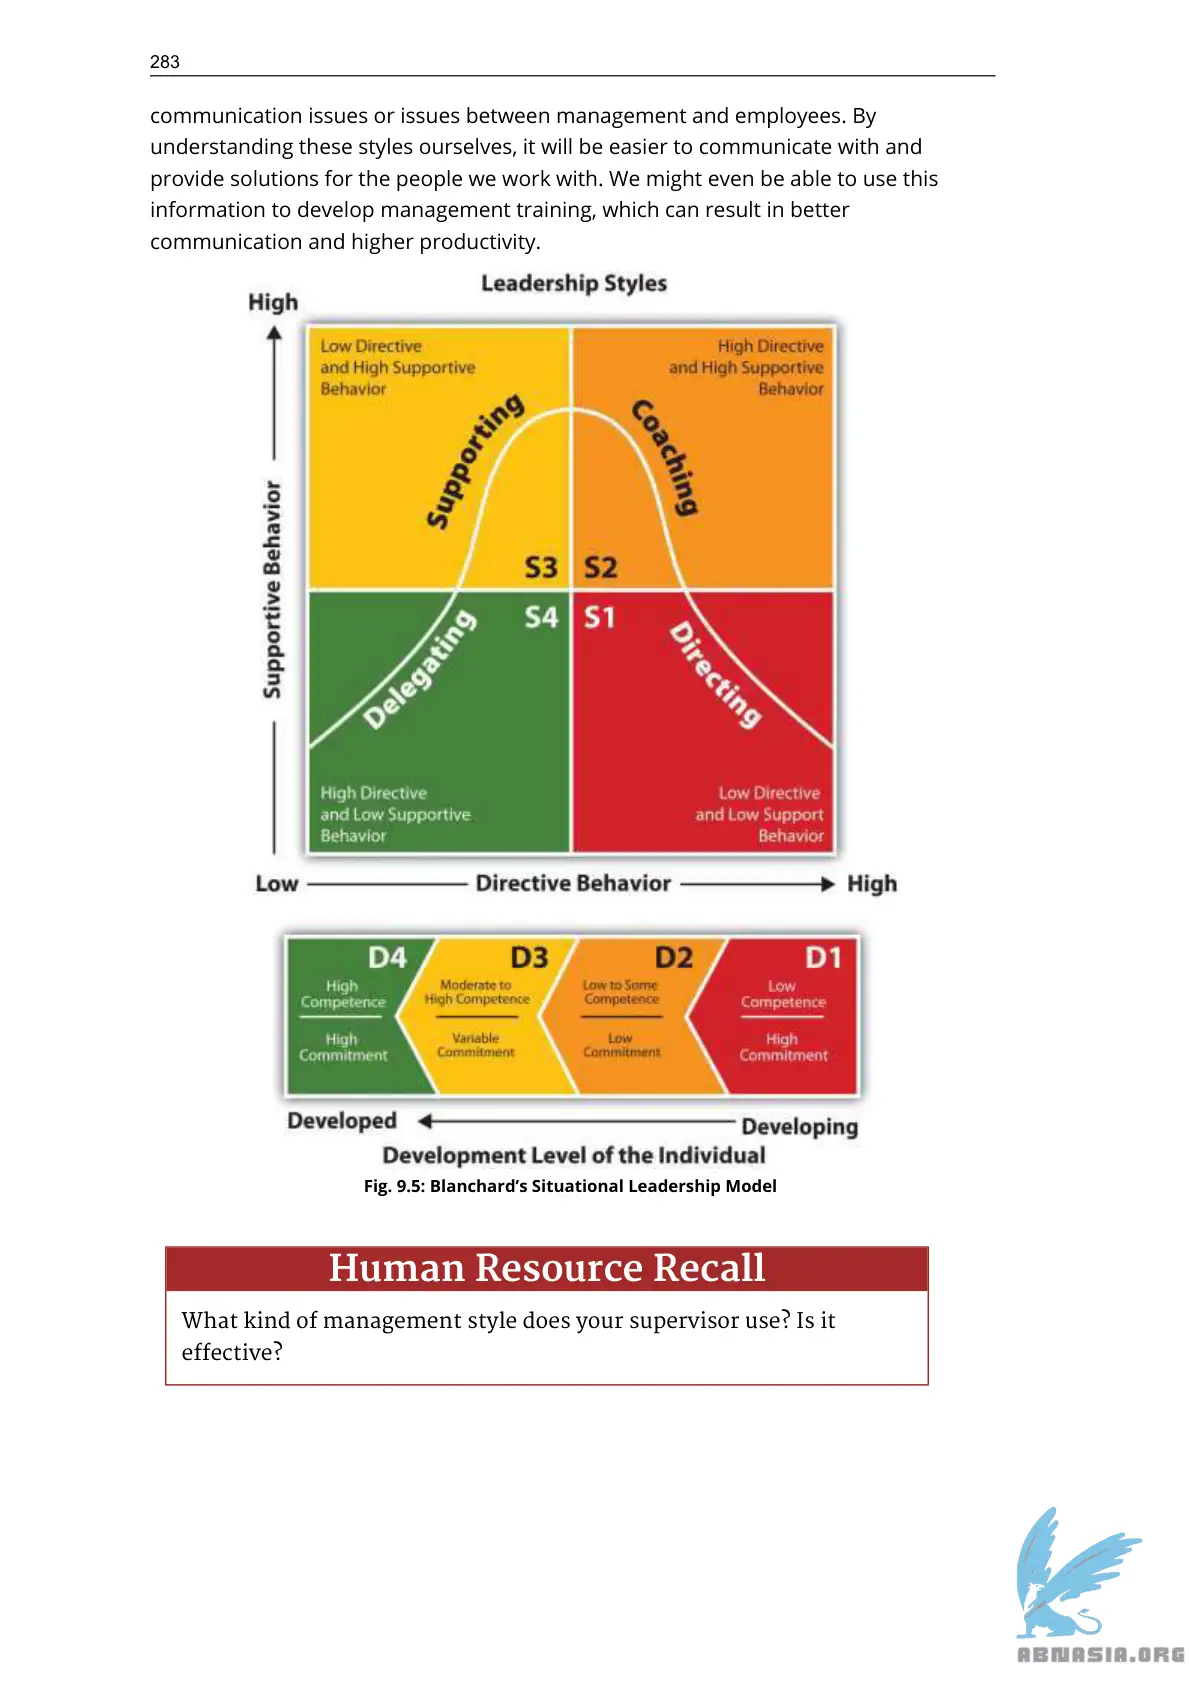 283
communication issues or issues between management and employees. By
understanding these styles ourselves, it will be easier to communicate with and
provide solutions for the people we work with. We might even be able to use this
information to develop management training, which can result in better
communication and higher productivity.
Leadership Styles
High
Low Directive
and High Supportive
Behavior
High Directive
and High Supportive
Behavior
Supporting
Coaching
S3
S2
Supportive Behavior
S4
S1
Delegating
Directing
High Directive
and Low Supportive
Behavior
Low Directive
and Low Support
Behavior
Low
Directive Behavior
High
D4
High
Competence
High
Commitment
D3
Moderate to
High Competence
Variable
Commitment
D2
Low to Some
Competence
Low
Commitment
D1
Low
Competence
High
Commitment
Developed
Developing
Development Level of the Individual
Fig. 9.5: Blanchard’s Situational Leadership Model
Human Resource Recall
What kind of management style does your supervisor use? Is it
effective?
ABNASIA.ORG